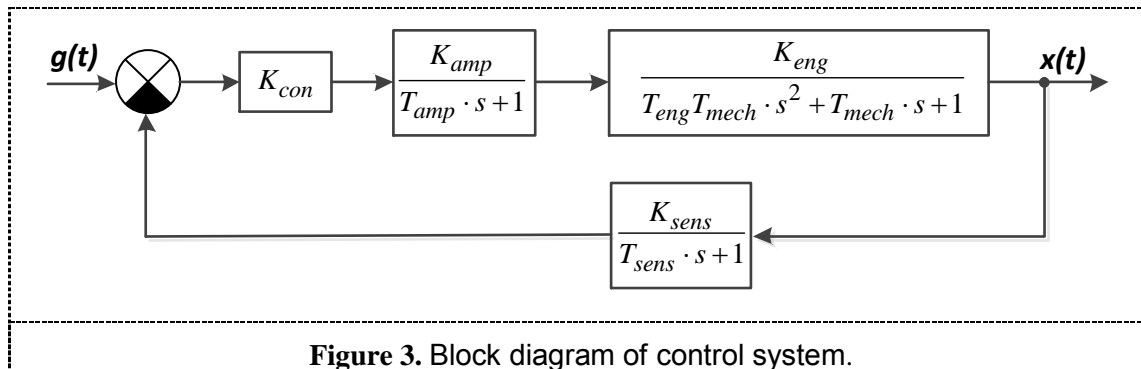 g(t)
K_con
K_amp
T_amp · s + 1
K_eng
T_eng T_mech · s² + T_mech · s + 1
x(t)
K_sens
T_sens · s + 1
Figure 3. Block diagram of control system.